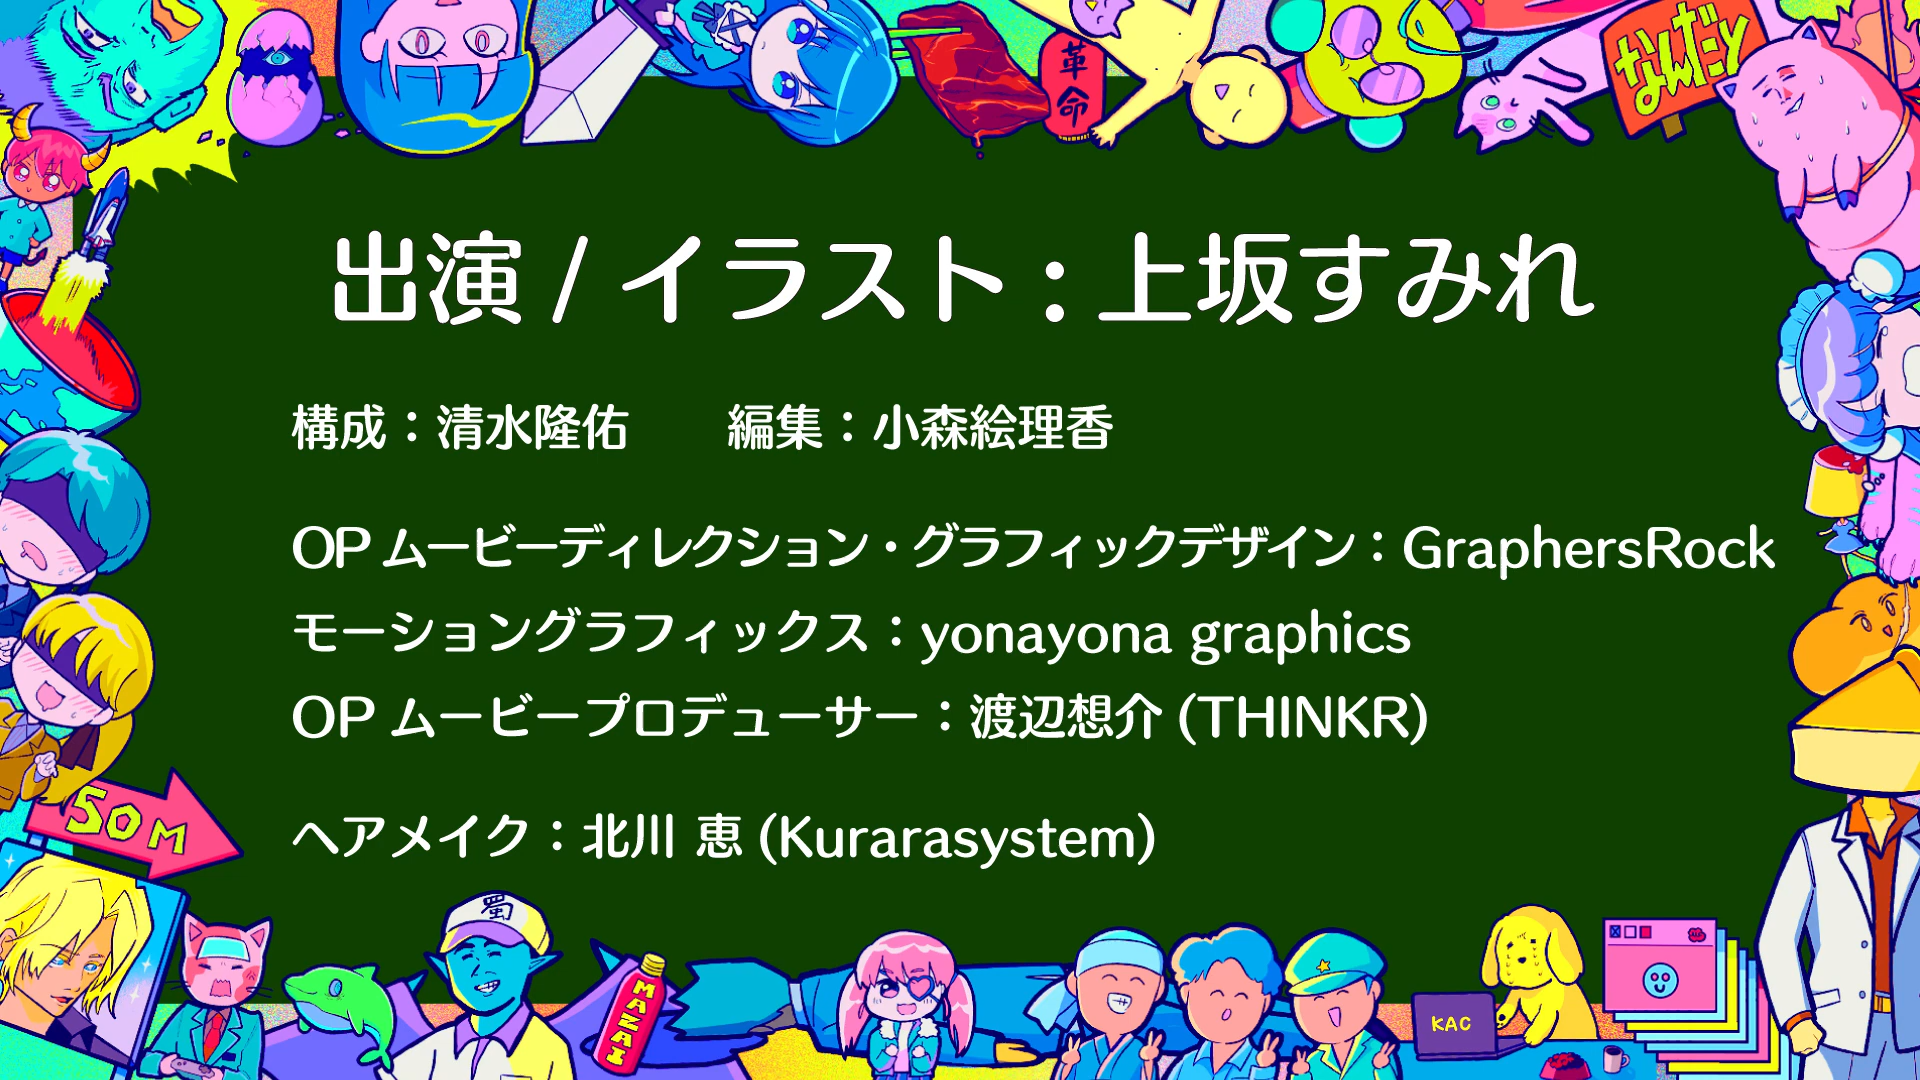 革命
なんだと
出演 / イラスト：上坂すみれ
構成：清水隆佑　　編集：小森絵理香
OP ムービーディレクション・グラフィックデザイン：GraphersRock
モーショングラフィックス：yonayona graphics
OP ムービープロデューサー：渡辺想介 (THINKR)
50M
ヘアメイク：北川 恵 (Kurarasystem)
蜀
MAZAI
KAC